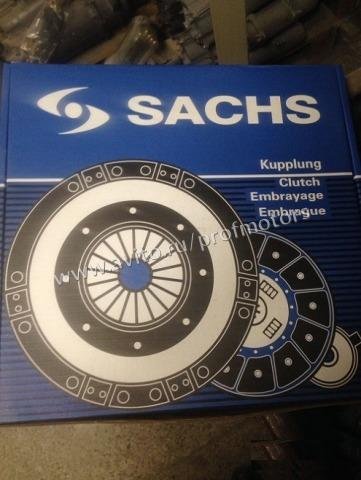 SACHS
Kupplung
Clutch
Embrayage
Embrague
www.avito.ru/profmotors